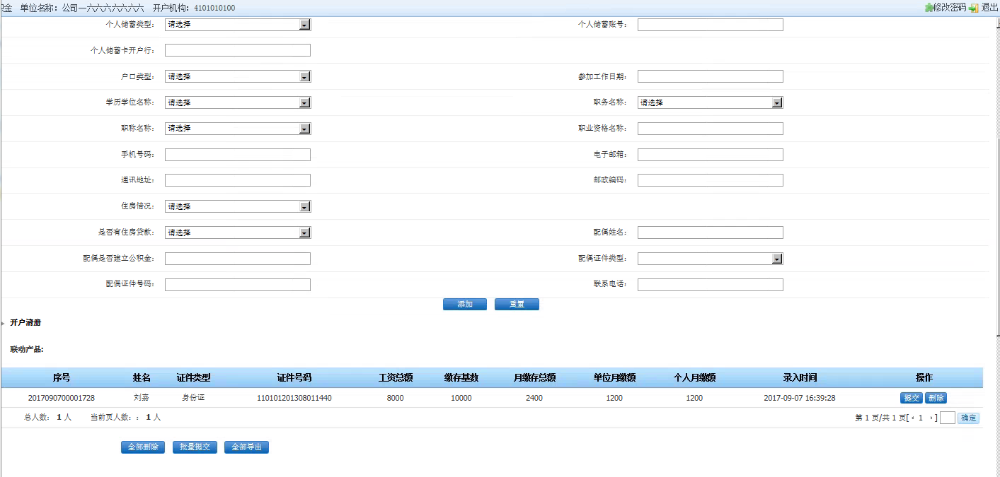 积金 单位名称：公司一六六六六六六六 开户机构：4101010100 修改密码 退出
个人储蓄类型： 请选择 个人储蓄账号：
个人储蓄卡开户行：
户口类型： 请选择 参加工作日期：
学历学位名称： 请选择 职务名称： 请选择
职称名称： 请选择 职业资格名称：
手机号码： 电子邮箱：
通讯地址： 邮政编码：
住房情况： 请选择
是否有住房贷款： 请选择 配偶姓名：
配偶是否建立公积金： 配偶证件类型：
配偶证件号码： 联系电话：
添加 重置
开户清册
联动产品:
序号 姓名 证件类型 证件号码 工资总额 缴存基数 月缴存总额 单位月缴额 个人月缴额 录入时间 操作
2017090700001728 刘嘉 身份证 110101201308011440 8000 10000 2400 1200 1200 2017-09-07 16:39:28 提交 删除
总人数： 1 人 当前页人数：： 1 人 第 1 页/共 1 页[ 1 ] 确定
全部删除 批量提交 全部导出